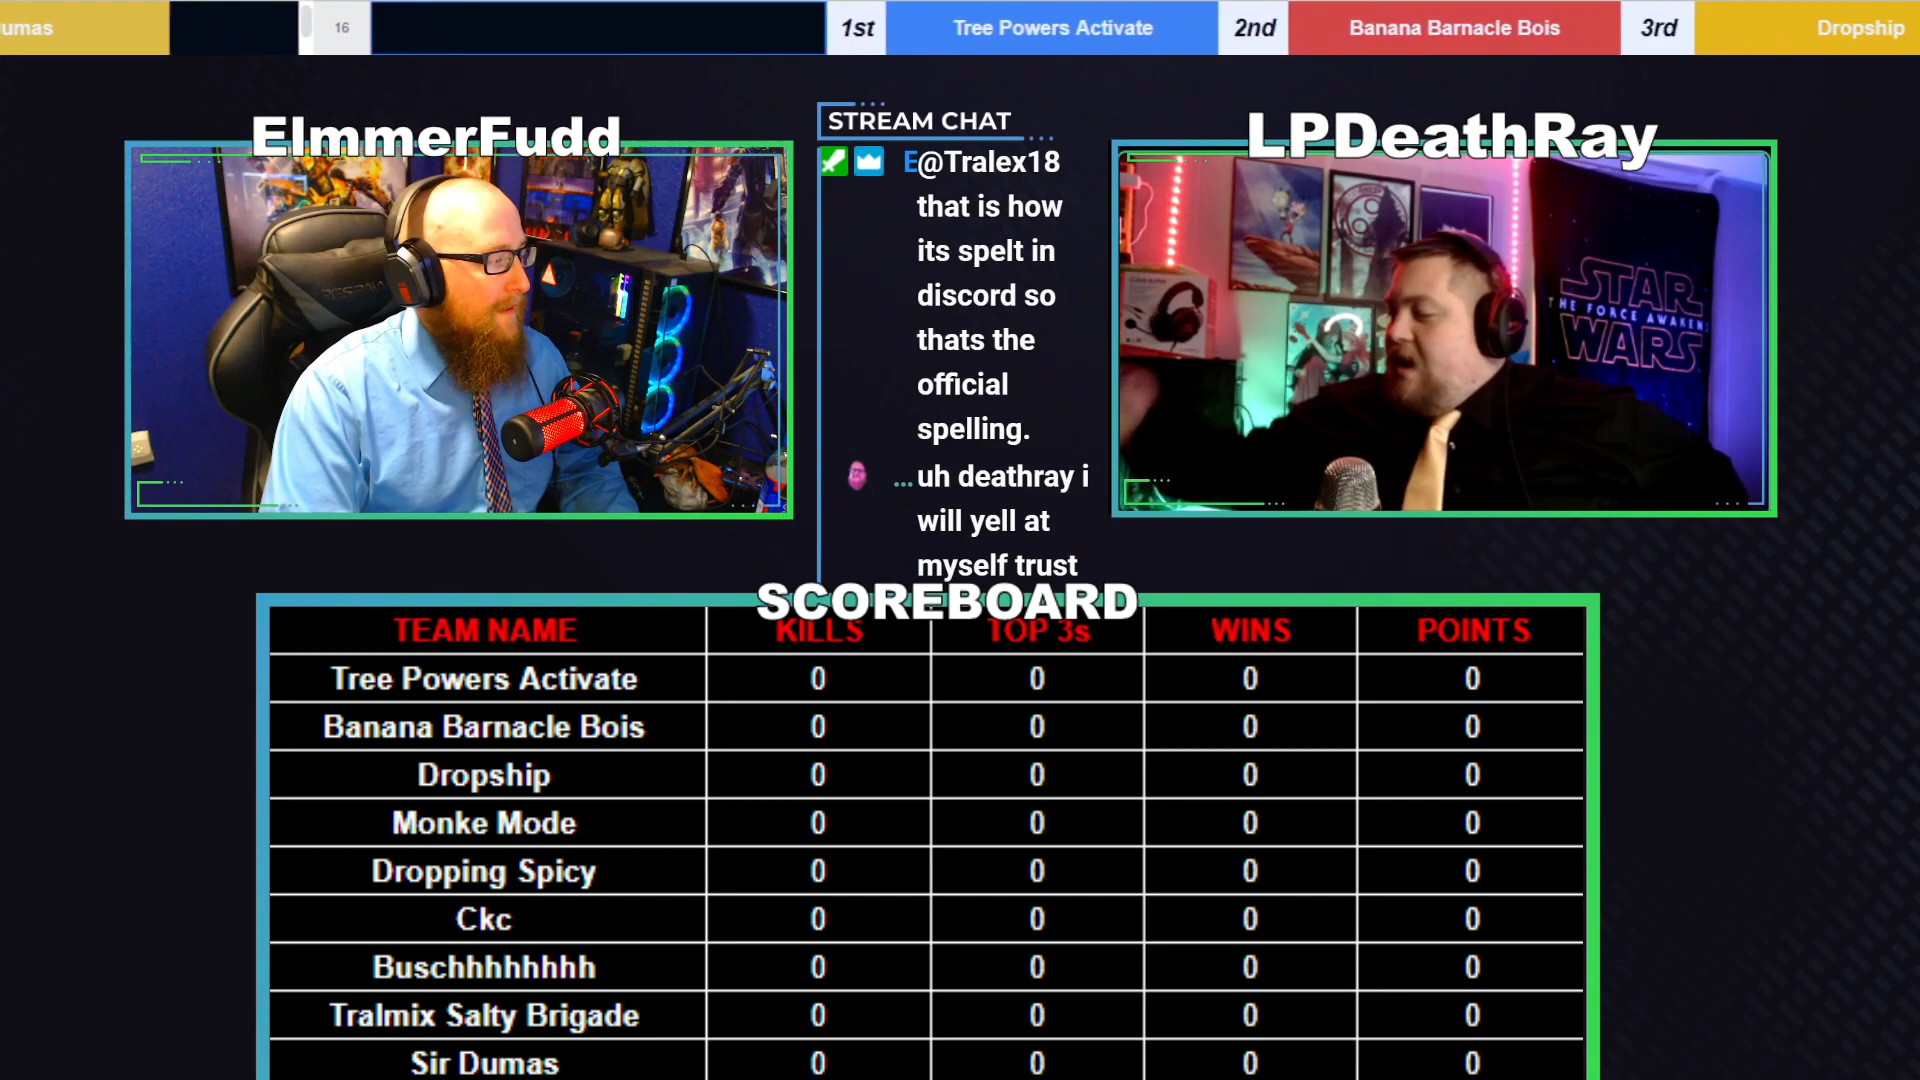 umas
16
1st
Tree Powers Activate
2nd
Banana Barnacle Bois
3rd
Dropship
ElmmerFudd
STREAM CHAT
LPDeathRay
E@Tralex18
that is how
its spelt in
discord so
thats the
official
spelling.
...uh deathray i
will yell at
myself trust
STAR
THE FORCE AWAKENS
WARS
SCOREBOARD
TEAM NAME KILLS TOP 3s WINS POINTS
Tree Powers Activate 0 0 0 0
Banana Barnacle Bois 0 0 0 0
Dropship 0 0 0 0
Monke Mode 0 0 0 0
Dropping Spicy 0 0 0 0
Ckc 0 0 0 0
Buschhhhhhhh 0 0 0 0
Tralmix Salty Brigade 0 0 0 0
Sir Dumas 0 0 0 0